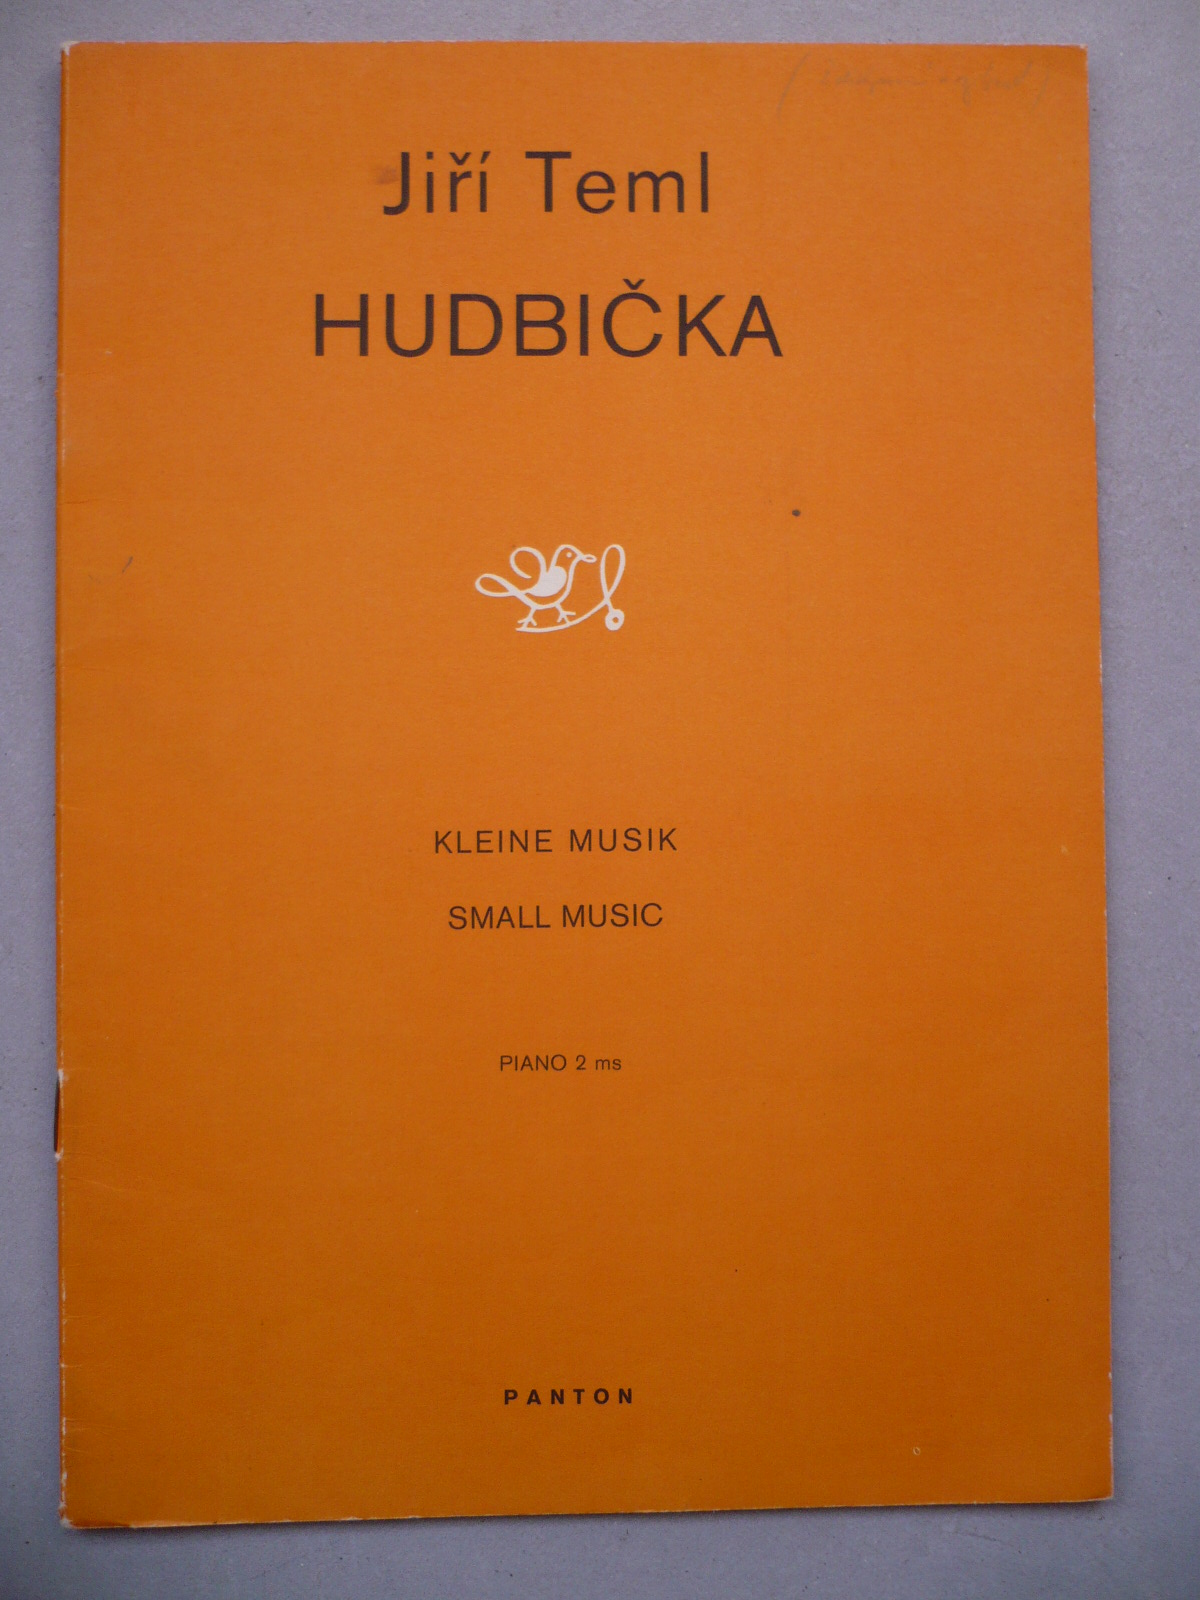 Jiří Teml
HUDBIČKA
KLEINE MUSIK
SMALL MUSIC
PIANO 2 ms
PANTON